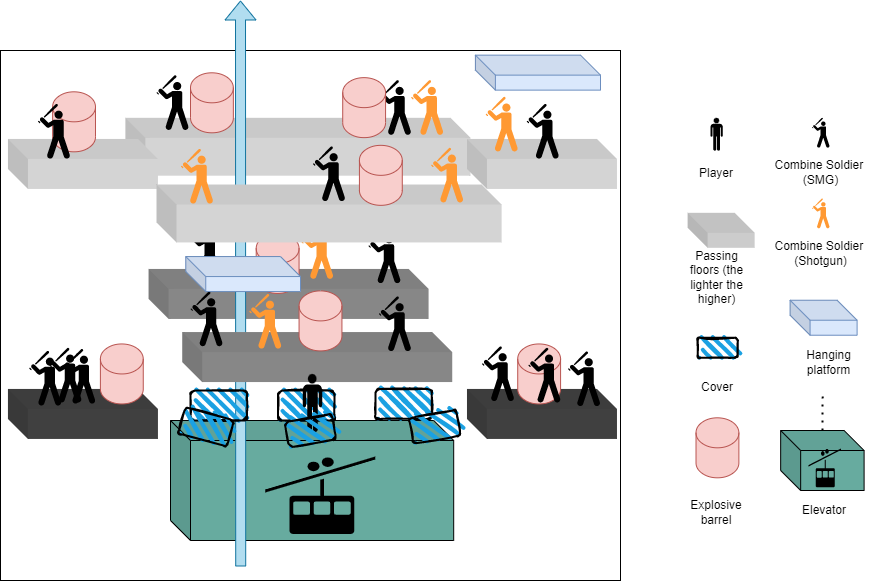 Player
Combine Soldier
(SMG)
Passing
floors (the
lighter the
higher)
Combine Soldier
(Shotgun)
Cover
Hanging
platform
Explosive
barrel
Elevator